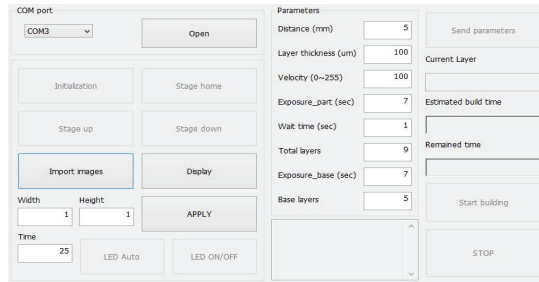 COM port
COM3
Open
Initialization
Stage home
Stage up
Stage down
Import images
Display
Width
Height
1
1
APPLY
Time
25
LED Auto
LED ON/OFF
Parameters
Distance (mm)
5
Layer thickness (um)
100
Velocity (0~255)
100
Exposure_part (sec)
7
Wait time (sec)
1
Total layers
9
Exposure_base (sec)
7
Base layers
5
Send parameters
Current Layer
Estimated build time
Remained time
Start building
STOP